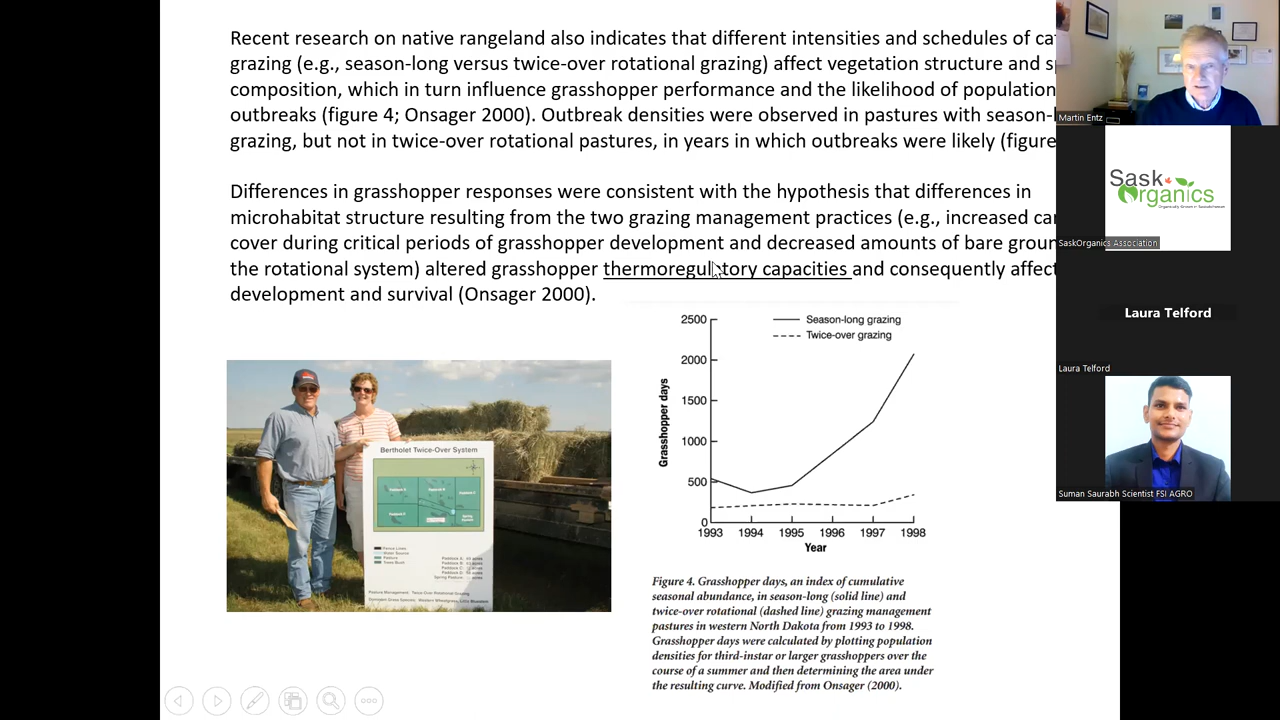 Recent research on native rangeland also indicates that different intensities and schedules of ca
grazing (e.g., season-long versus twice-over rotational grazing) affect vegetation structure and s
composition, which in turn influence grasshopper performance and the likelihood of population
outbreaks (figure 4; Onsager 2000). Outbreak densities were observed in pastures with season-
grazing, but not in twice-over rotational pastures, in years in which outbreaks were likely (figure
Differences in grasshopper responses were consistent with the hypothesis that differences in
microhabitat structure resulting from the two grazing management practices (e.g., increased ca
cover during critical periods of grasshopper development and decreased amounts of bare groun
the rotational system) altered grasshopper thermoregulatory capacities and consequently affect
development and survival (Onsager 2000).
Bertholet Twice-Over System
Season-long grazing
Twice-over grazing
Grasshopper days
2500
2000
1500
1000
500
0
1993 1994 1995 1996 1997 1998
Year
Figure 4. Grasshopper days, an index of cumulative
seasonal abundance, in season-long (solid line) and
twice-over rotational (dashed line) grazing management
pastures in western North Dakota from 1993 to 1998.
Grasshopper days were calculated by plotting population
densities for third-instar or larger grasshoppers over the
course of a summer and then determining the area under
the resulting curve. Modified from Onsager (2000).
Martin Entz
Sask
Organics
SaskOrganics Association
Laura Telford
Laura Telford
Suman Saurabh Scientist FSI AGRO